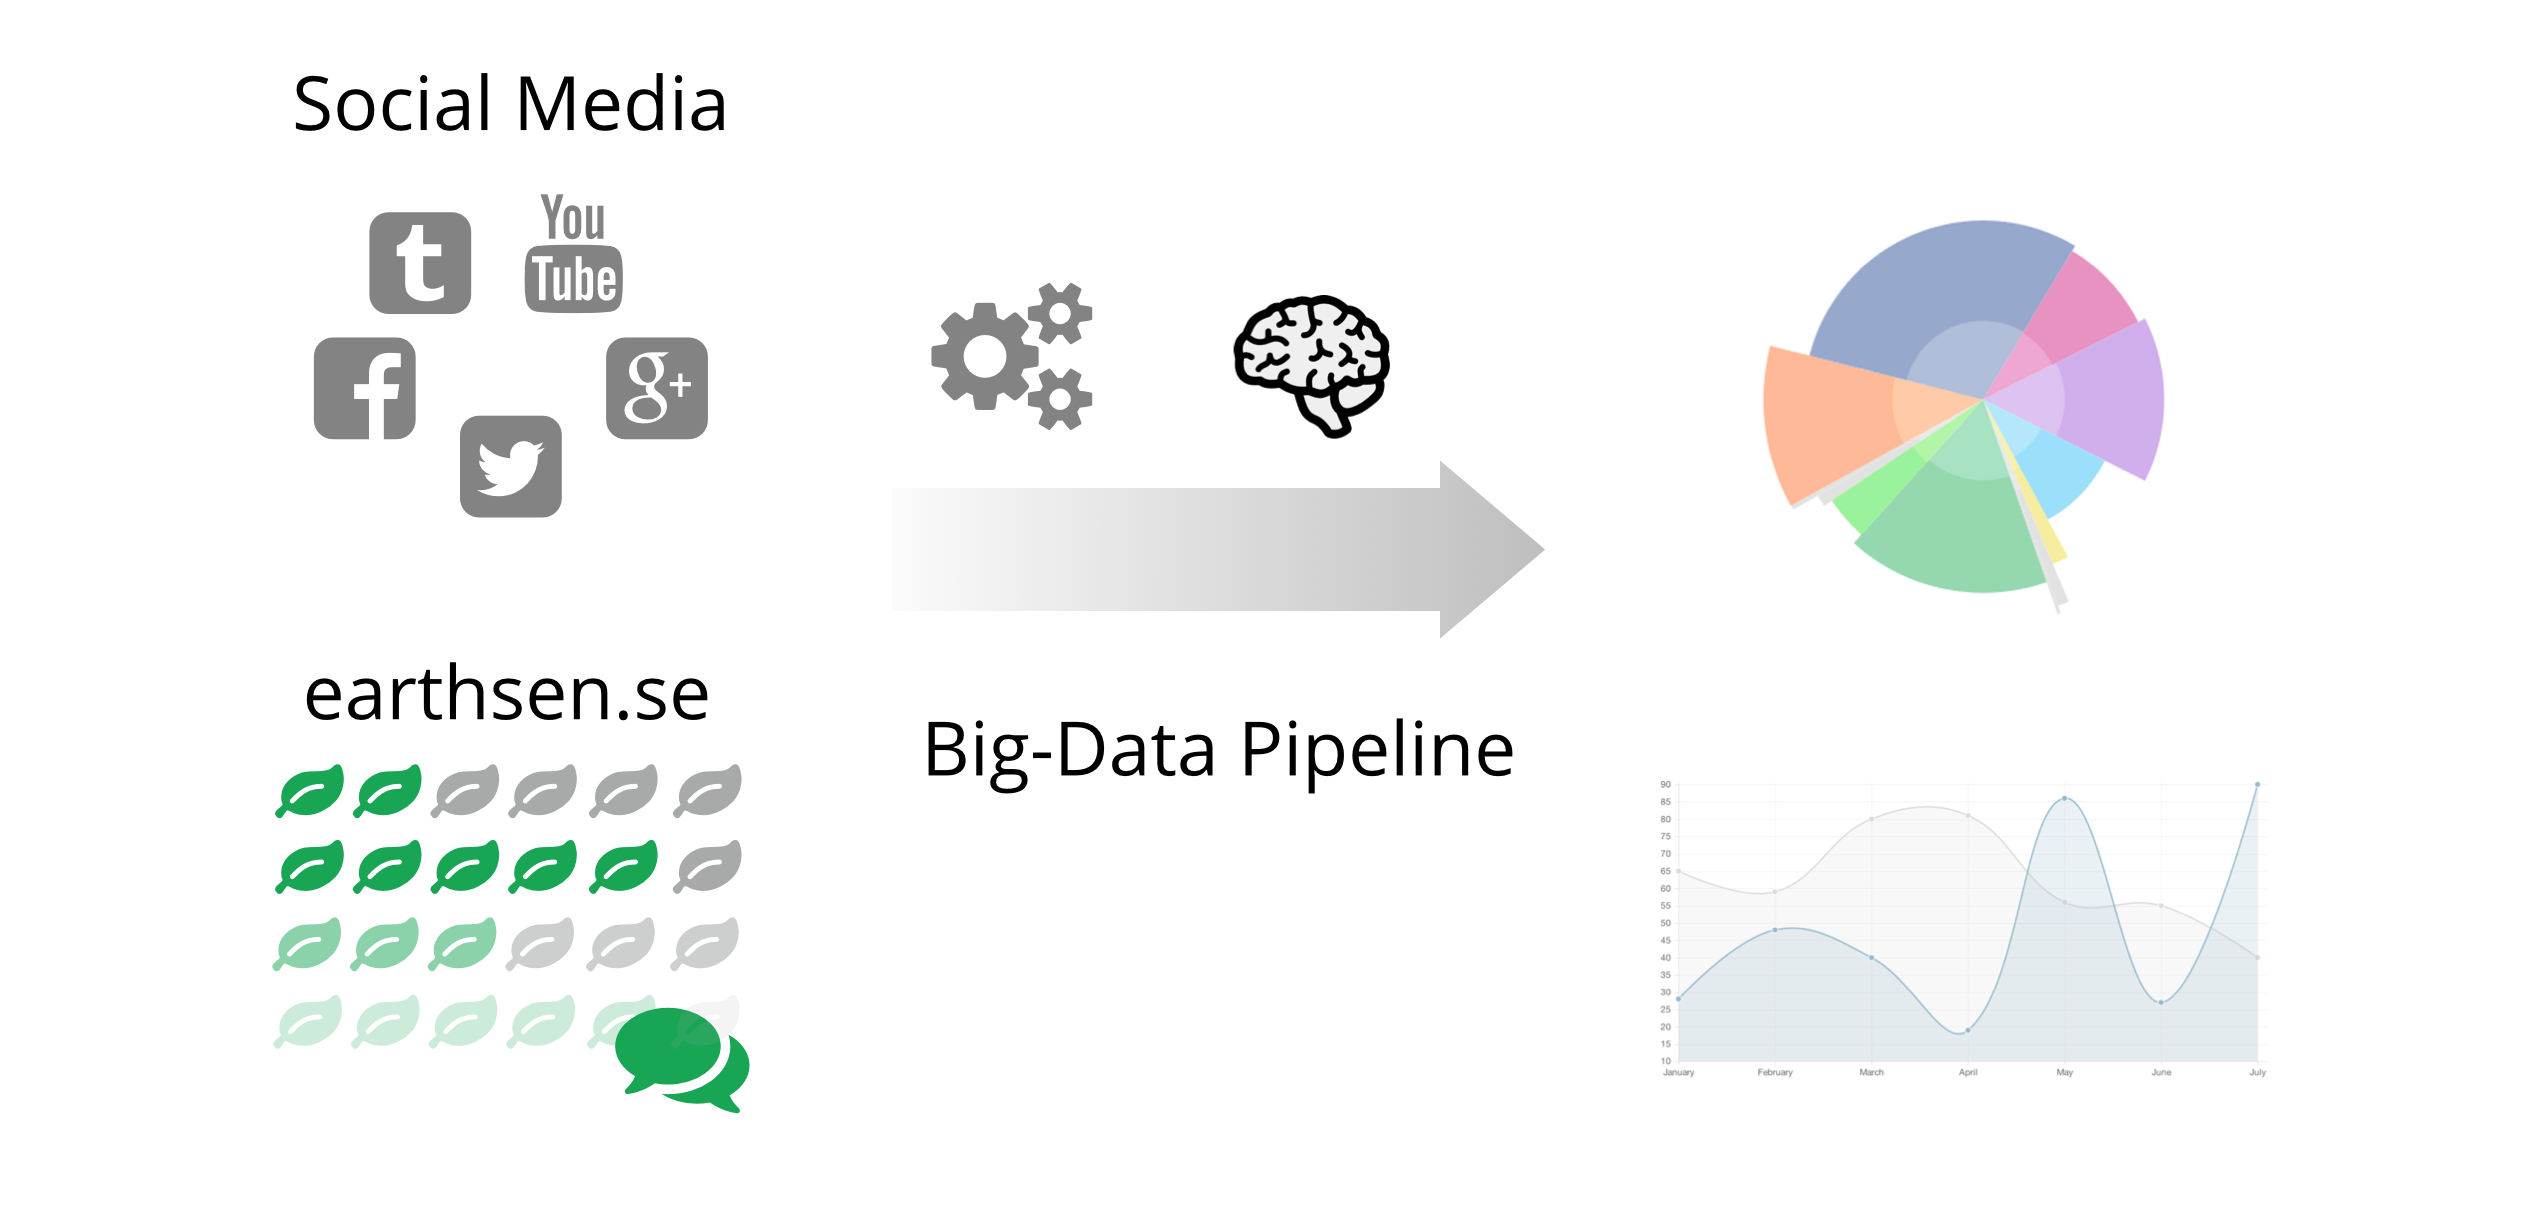 Social Media
t
You
Tube
f
g+
earthsen.se
Big-Data Pipeline
90
85
80
75
70
65
60
55
50
45
40
35
30
25
20
15
10
January February March April May June July